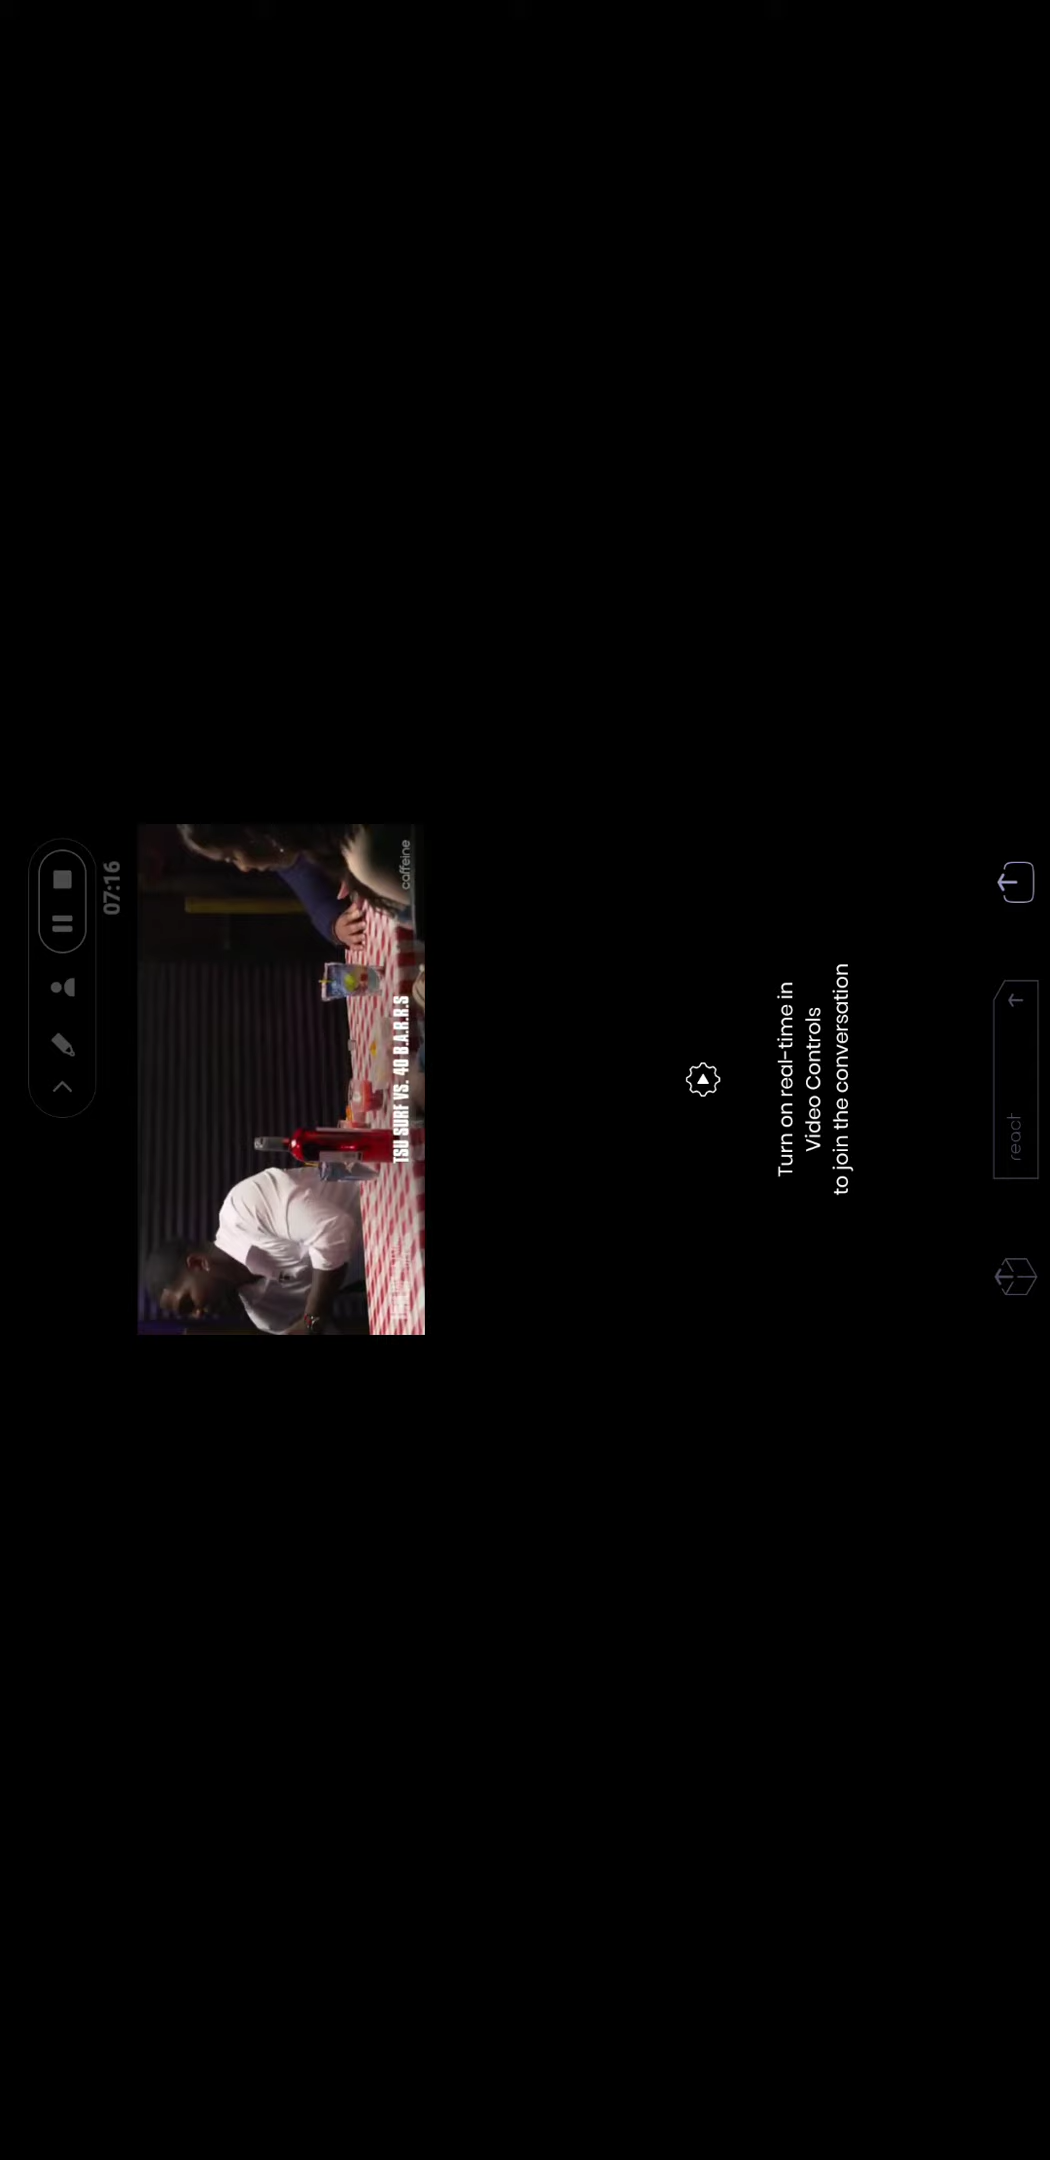 07:16
caffeine
TSU SURF VS. 40 B.A.R.R.S
Turn on real-time in
Video Controls
to join the conversation
react